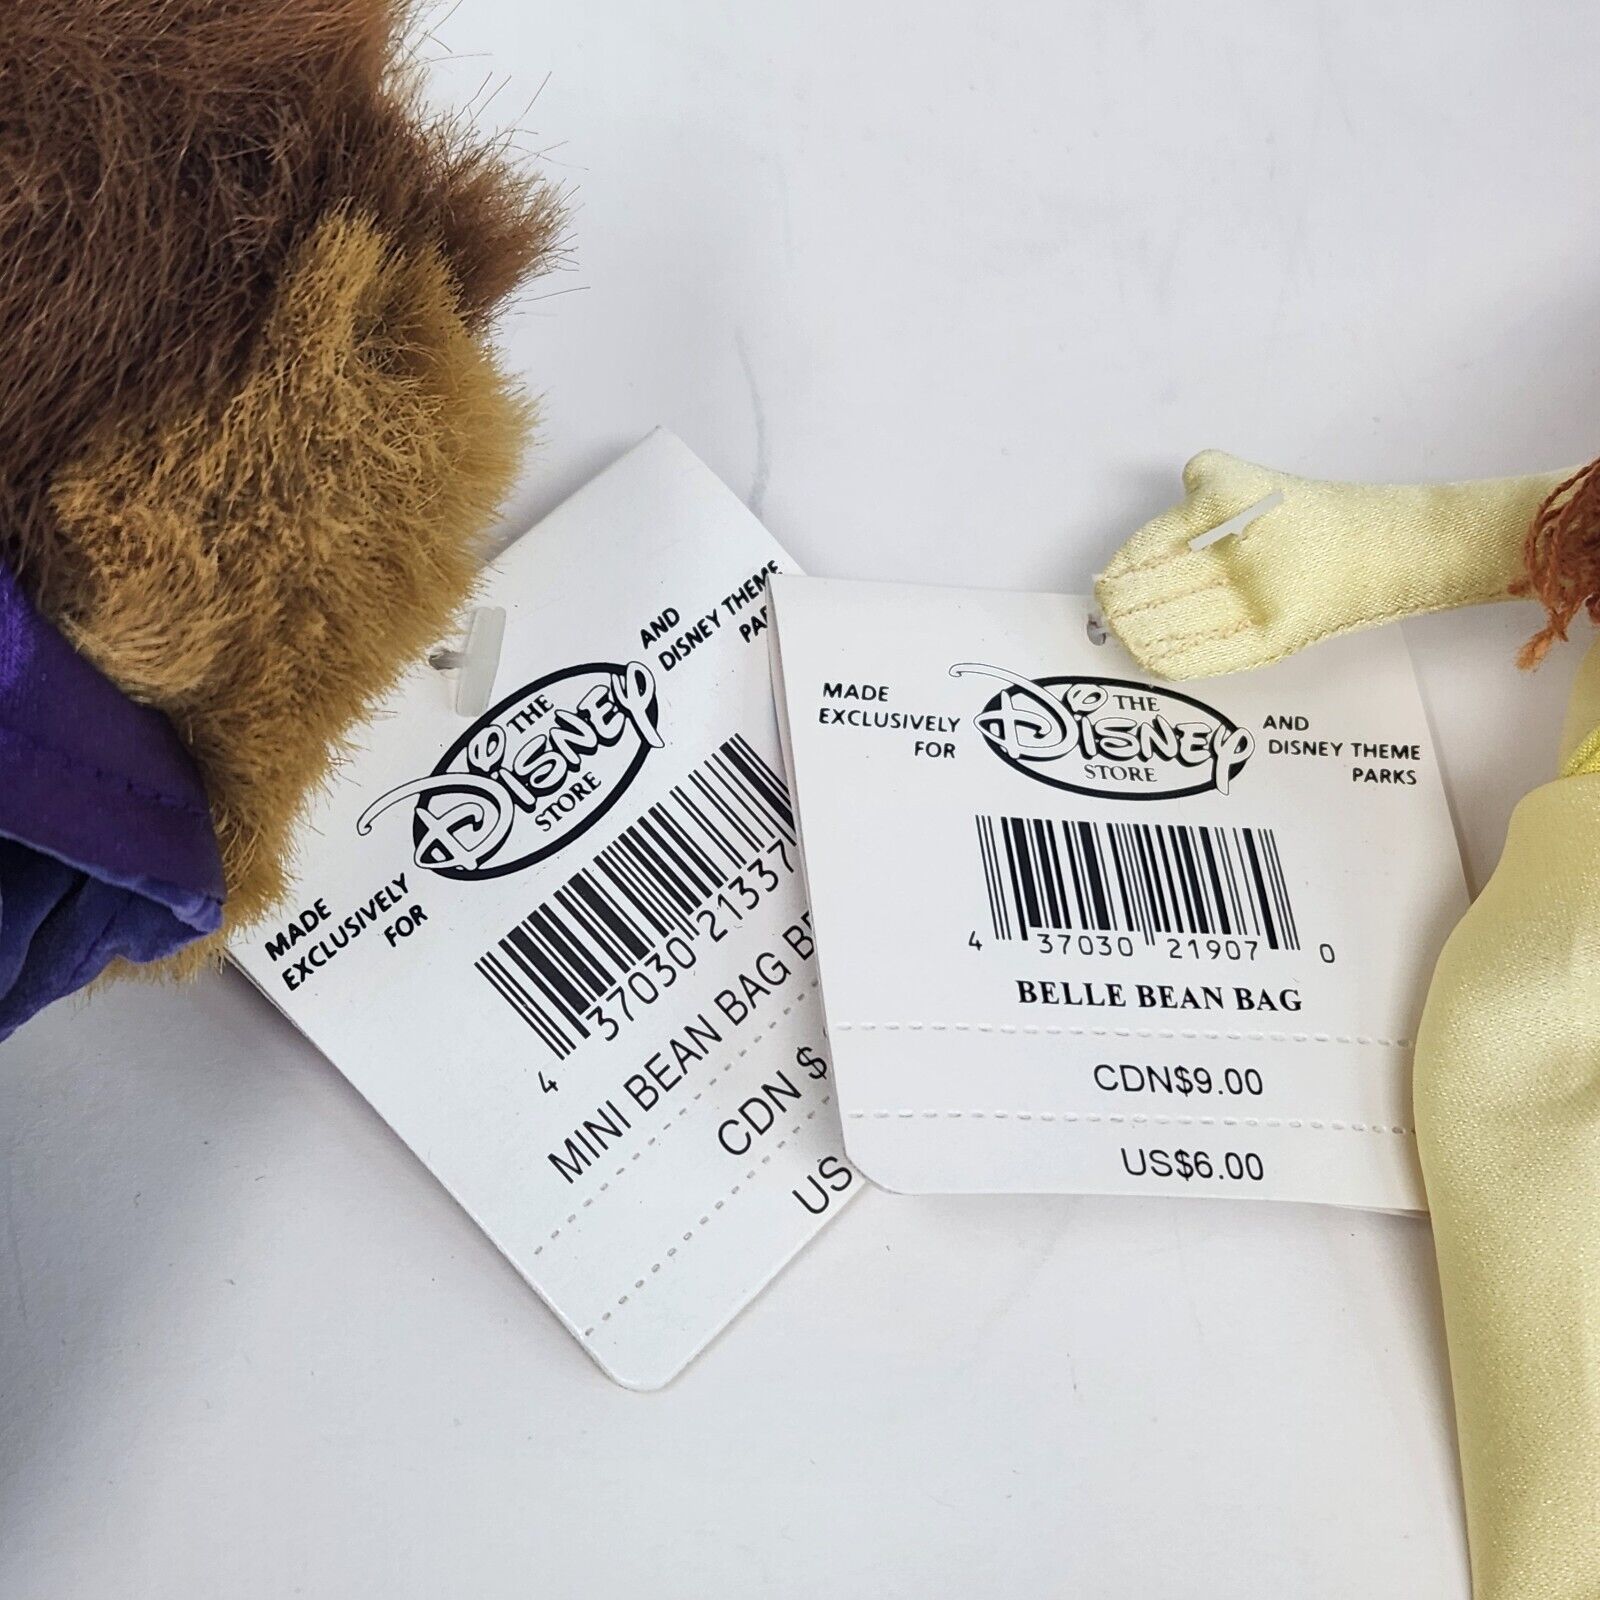 MADE
EXCLUSIVELY
FOR
THE
DISNEY
STORE
AND
DISNEY THEME
4 37030 21337
MINI BEAN BAG
CDN $
US
MADE
EXCLUSIVELY
FOR
THE
DISNEY
STORE
AND
DISNEY THEME
PARKS
4 37030 21907 0
BELLE BEAN BAG
CDN$9.00
US$6.00